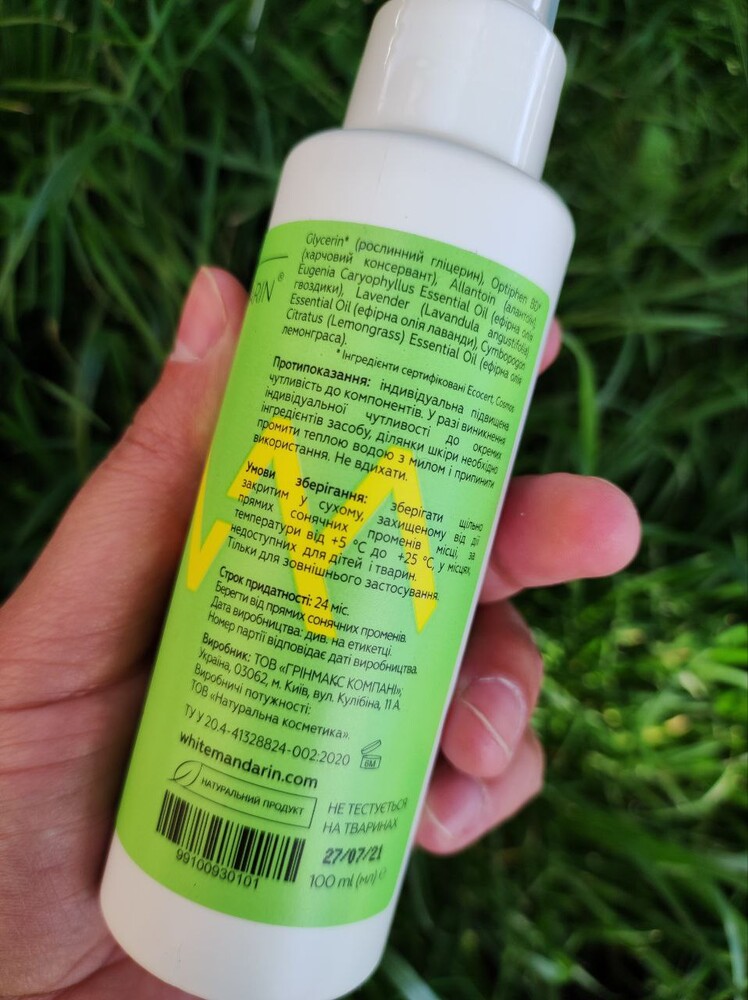 ARIN®
Glycerin* (рослинний гліцерин), Optiphen BD*
(харчовий консервант), Allantoin (алантоїн),
Eugenia Caryophyllus Essential Oil (ефірна олія
гвоздики), Lavender (Lavandula angustifolia)
Essential Oil (ефірна олія лаванди), Cymbopogon
Citratus (Lemongrass) Essential Oil (ефірна олія
лемонграса).
* Інгредієнти сертифіковані Ecocert, Cosmos
Протипоказання: індивідуальна підвищена
чутливість до компонентів. У разі виникнення
індивідуальної чутливості до окремих
інгредієнтів засобу, ділянки шкіри необхідно
промити теплою водою з милом і припинити
використання. Не вдихати.
Умови зберігання: зберігати щільно
закритим у сухому, захищеному від дії
прямих сонячних променів місці, за
температури від +5 °С до +25 °С, у місцях,
недоступних для дітей і тварин.
Тільки для зовнішнього застосування.
Строк придатності: 24 міс.
Берегти від прямих сонячних променів.
Дата виробництва: див. на етикетці.
Номер партії відповідає даті виробництва.
Виробник: ТОВ «ГРІНМАКС КОМПАНІ»;
Україна, 03062, м. Київ, вул. Кулібіна, 11 А.
Виробничі потужності:
ТОВ «Натуральна косметика».
ТУ У 20.4-41328824-002:2020
6M
whitemandarin.com
НАТУРАЛЬНИЙ ПРОДУКТ
НЕ ТЕСТУЄТЬСЯ
НА ТВАРИНАХ
27/07/21
99100930101
100 ml (мл) ℮